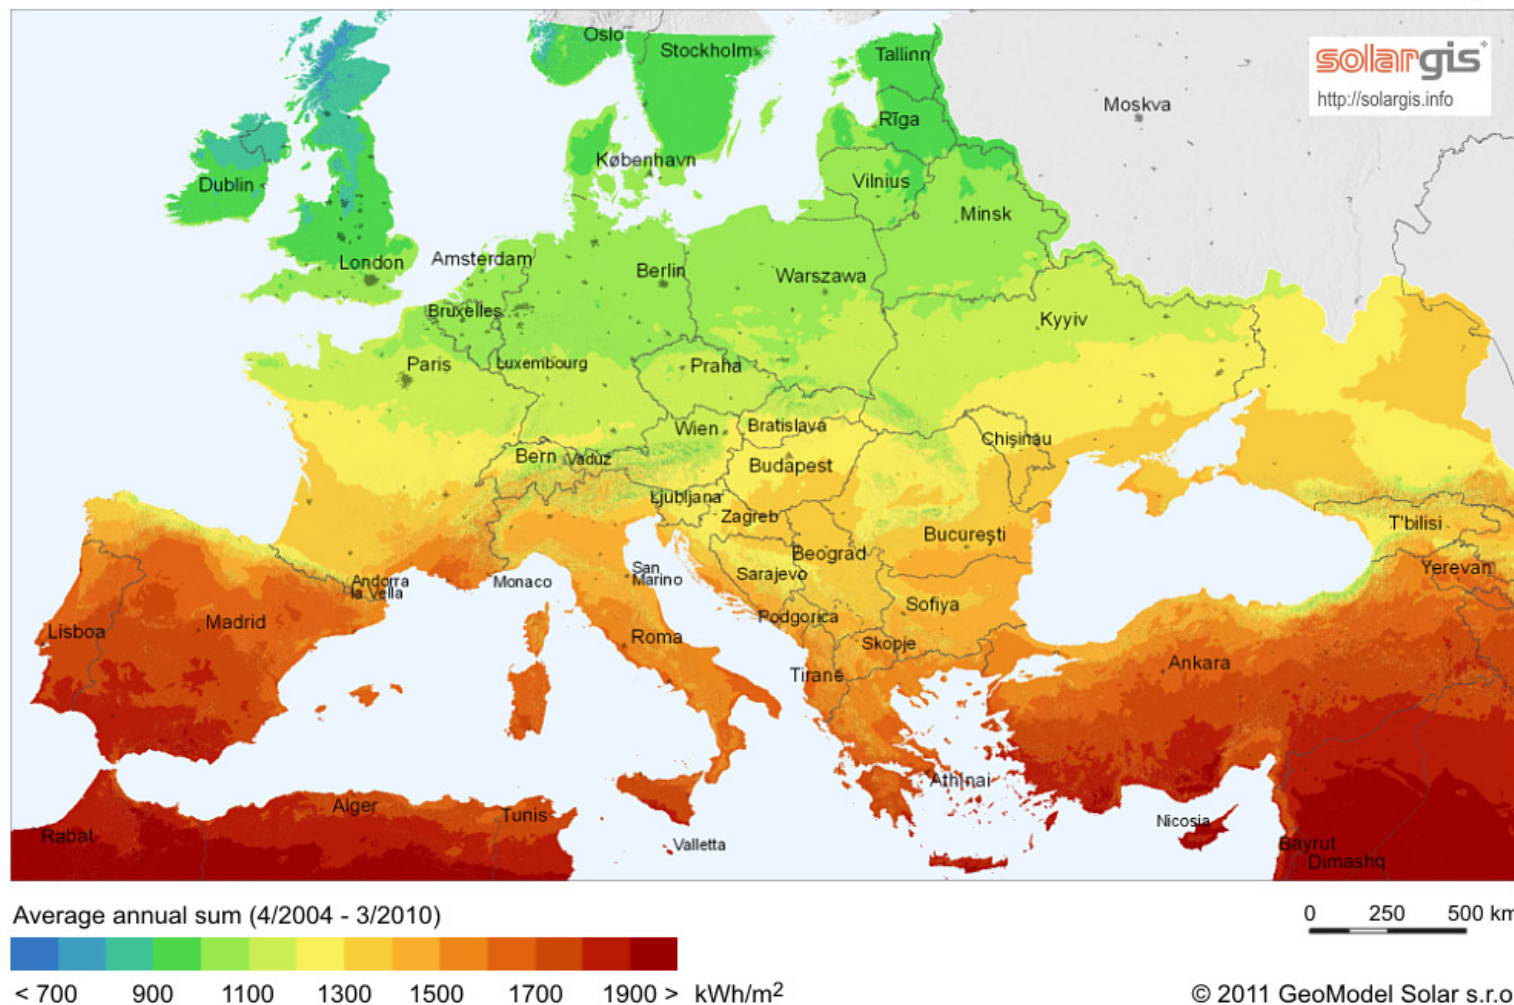 Oslo
Stockholm
Tallinn
solargis
http://solargis.info
Moskva
Rīga
København
Dublin
Vilnius
Minsk
London
Amsterdam
Berlin
Warszawa
Bruxelles
Kyyiv
Paris
Luxembourg
Praha
Wien
Bratislava
Chişinau
Bern
Vaduz
Budapest
Ljubljana
Zagreb
T'bilisi
Bucureşti
Beograd
Andorra
la Vella
Monaco
San
Marino
Sarajevo
Yerevan
Sofiya
Podgorica
Lisboa
Madrid
Roma
Skopje
Tiranë
Ankara
Athínai
Alger
Tunis
Rabat
Valletta
Nicosia
Bayrut
Dimashq
Average annual sum (4/2004 - 3/2010)
0 250 500 km
< 700 900 1100 1300 1500 1700 1900 > kWh/m²
© 2011 GeoModel Solar s.r.o.